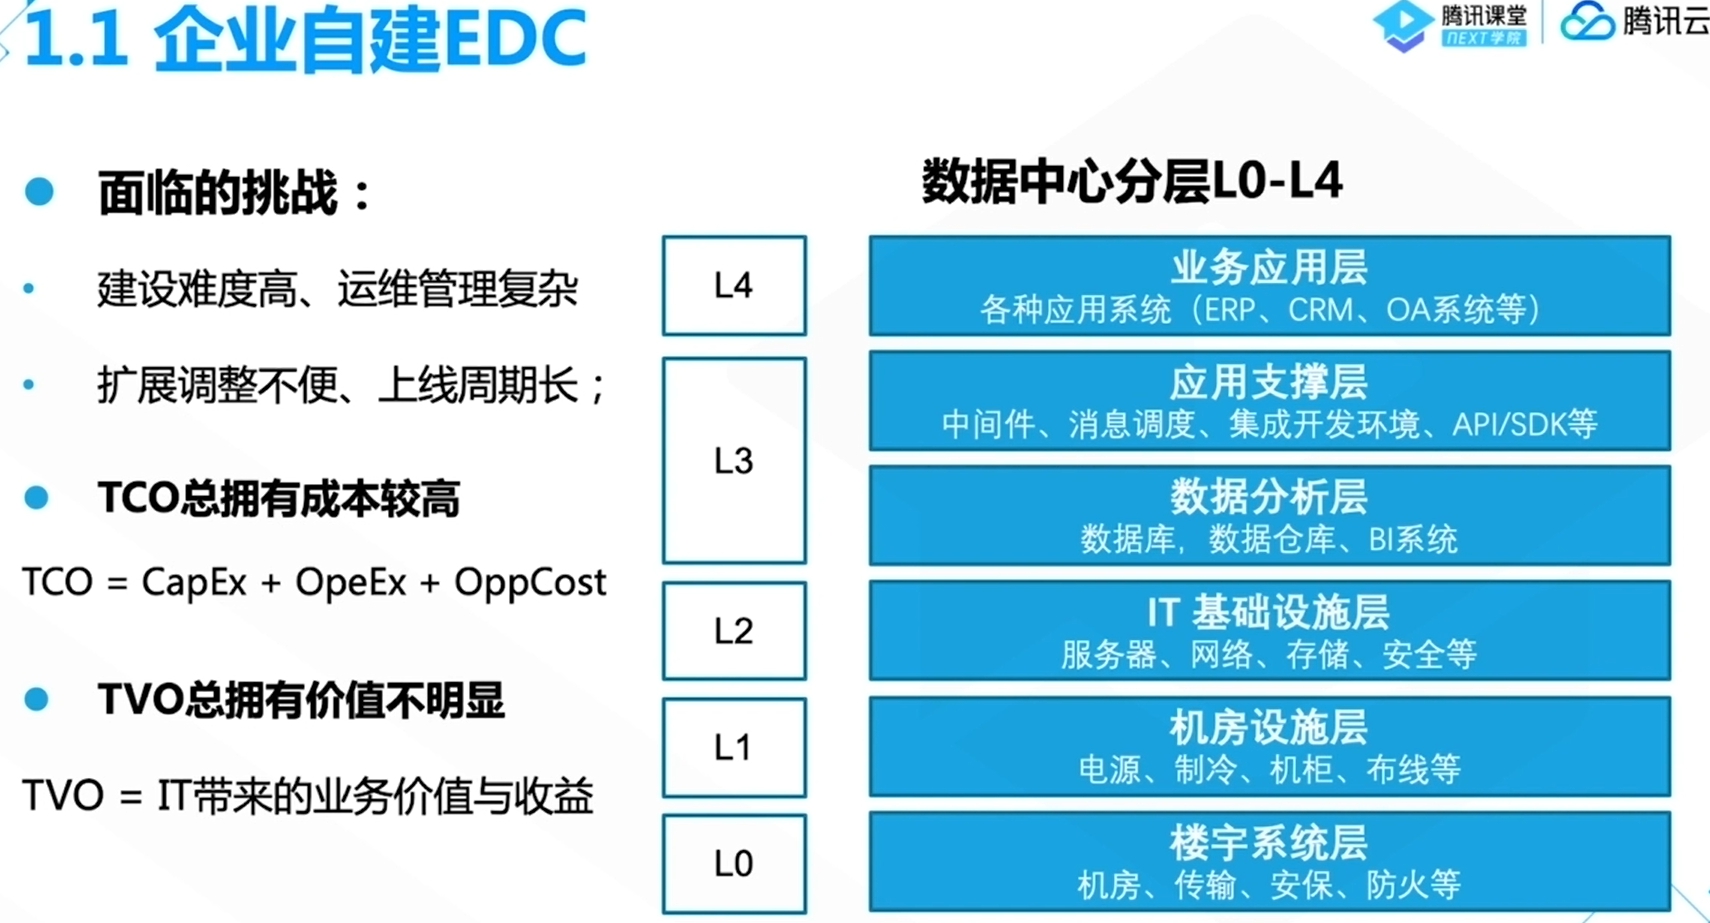 1.1 企业自建EDC
腾讯课堂
NEXT学院
腾讯云
面临的挑战：
建设难度高、运维管理复杂
扩展调整不便、上线周期长；
TCO总拥有成本较高
TCO = CapEx + OpeEx + OppCost
TVO总拥有价值不明显
TVO = IT带来的业务价值与收益
数据中心分层L0-L4
L4
业务应用层
各种应用系统（ERP、CRM、OA系统等）
L3
应用支撑层
中间件、消息调度、集成开发环境、API/SDK等
数据分析层
数据库，数据仓库、BI系统
L2
IT 基础设施层
服务器、网络、存储、安全等
L1
机房设施层
电源、制冷、机柜、布线等
L0
楼宇系统层
机房、传输、安保、防火等